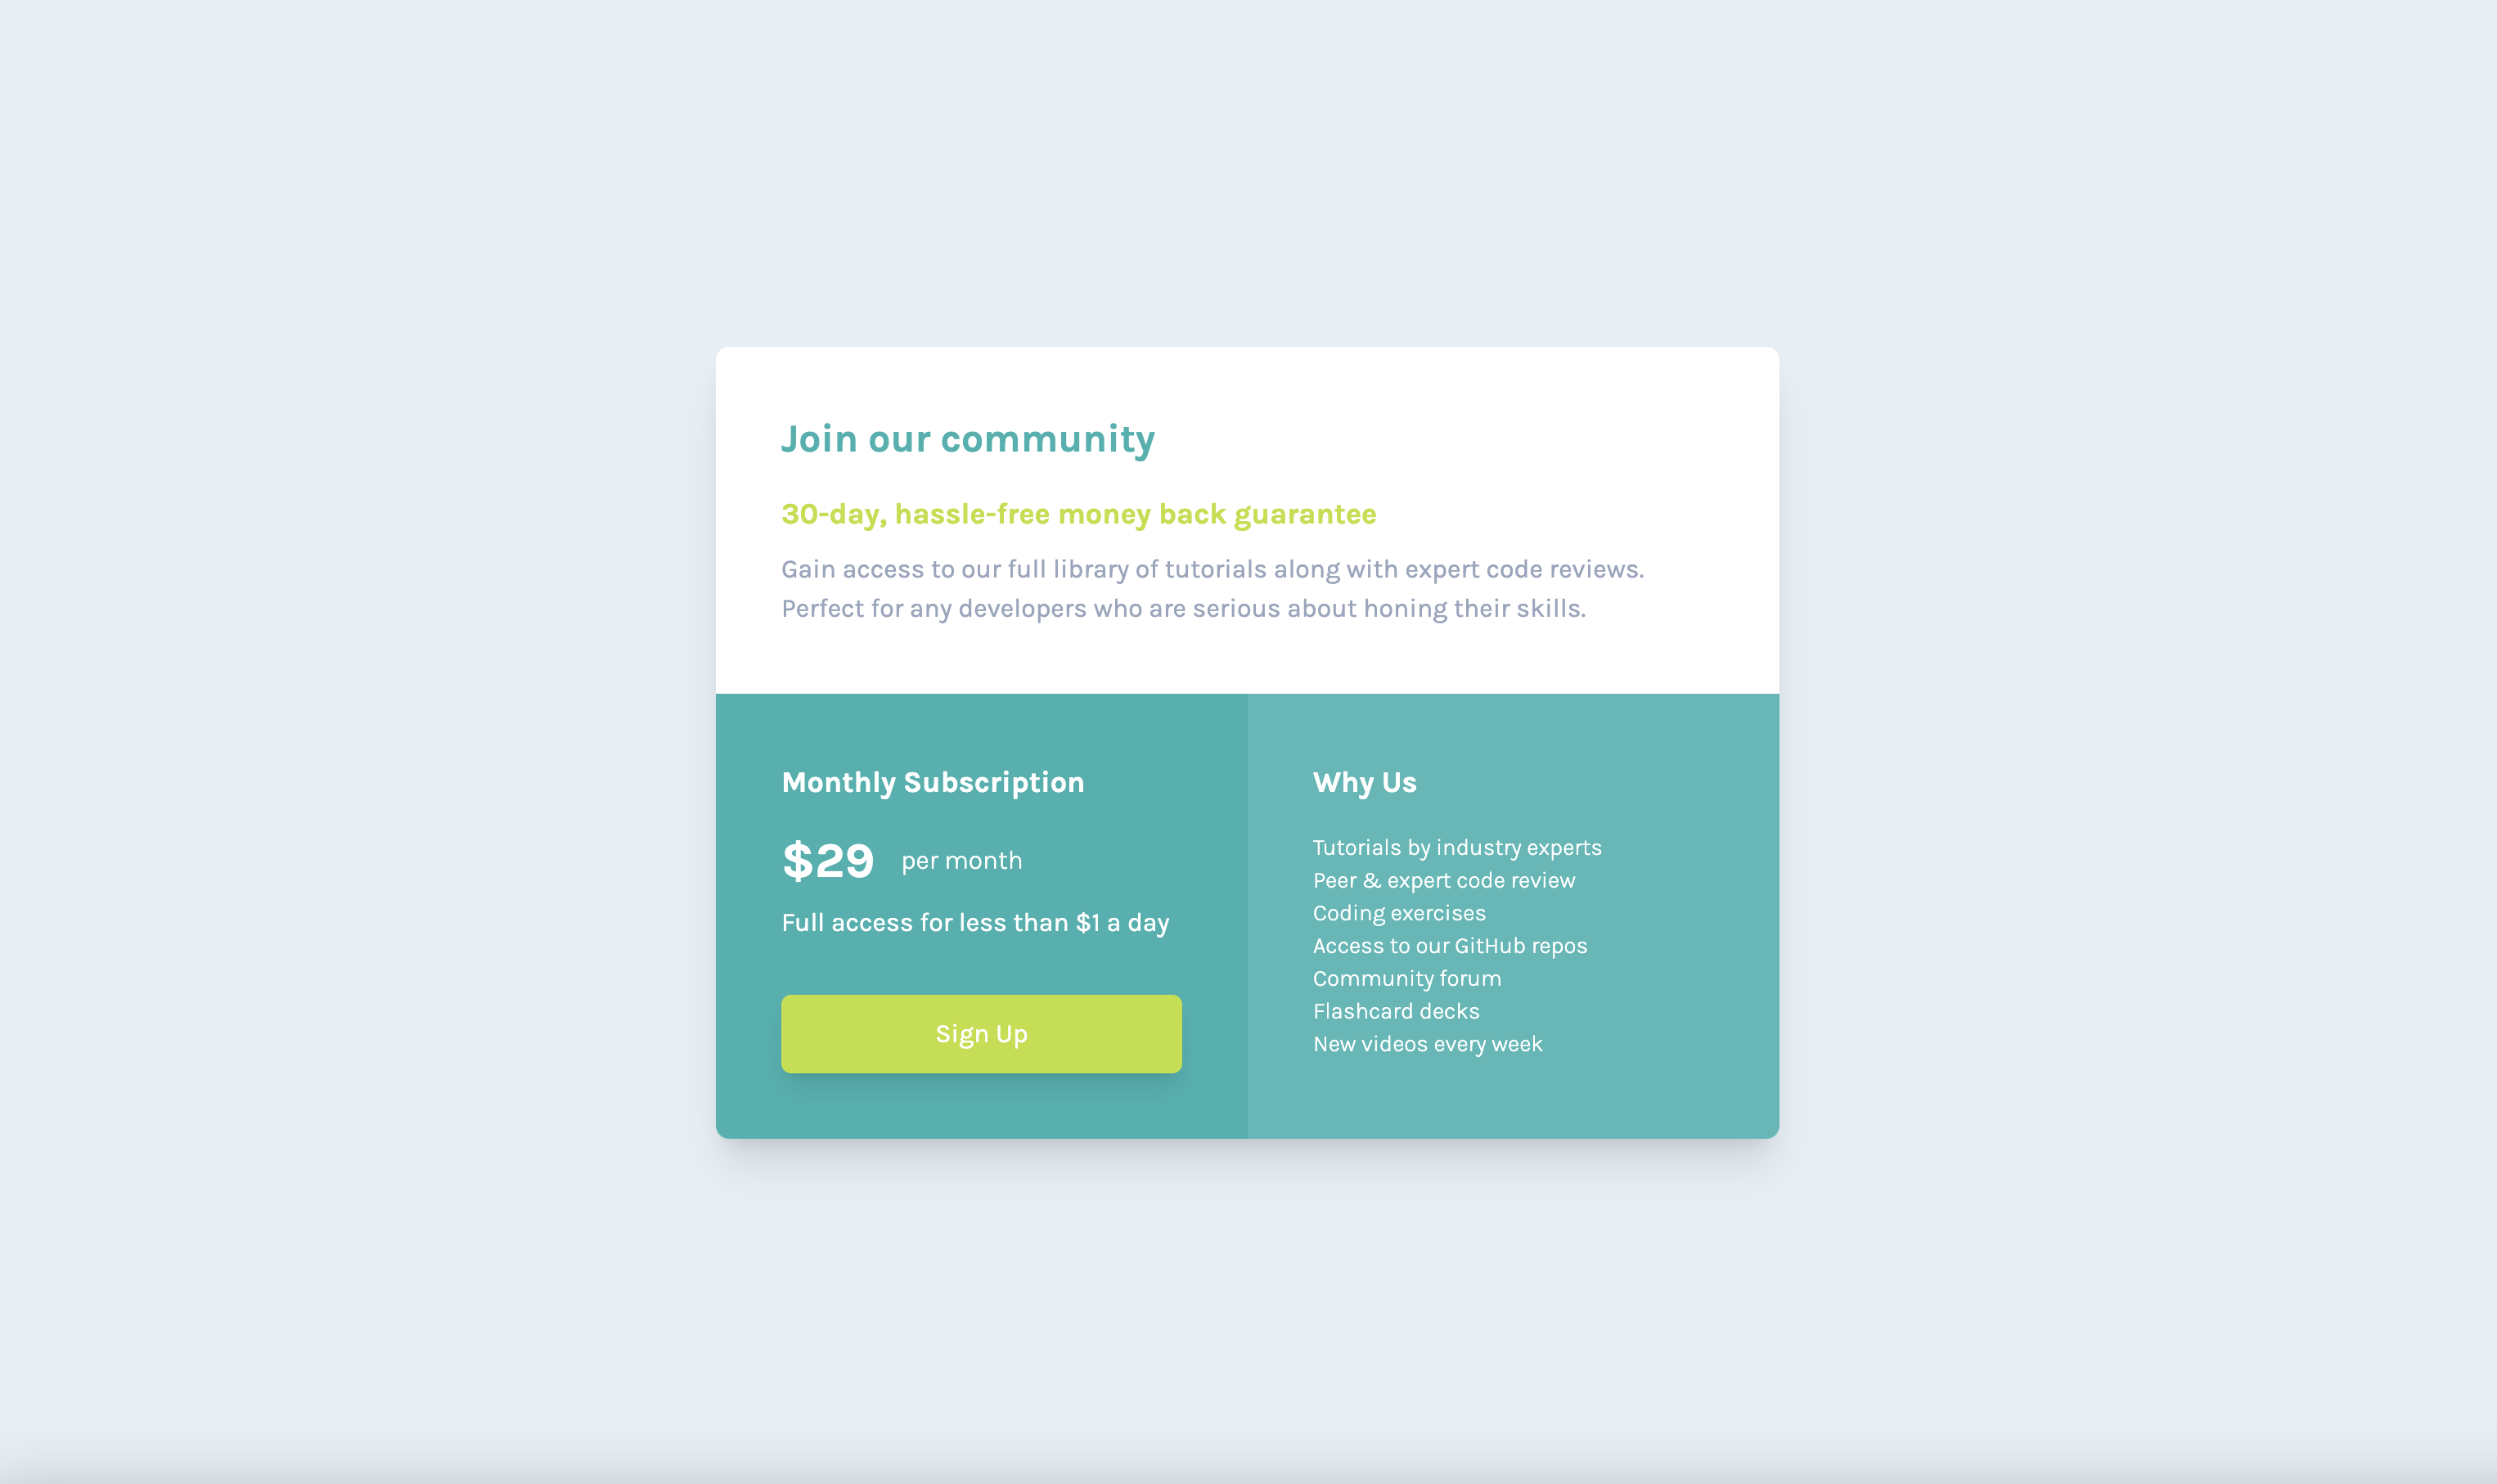 Join our community
30-day, hassle-free money back guarantee
Gain access to our full library of tutorials along with expert code reviews.
Perfect for any developers who are serious about honing their skills.
Monthly Subscription
$29 per month
Full access for less than $1 a day
Sign Up
Why Us
Tutorials by industry experts
Peer & expert code review
Coding exercises
Access to our GitHub repos
Community forum
Flashcard decks
New videos every week